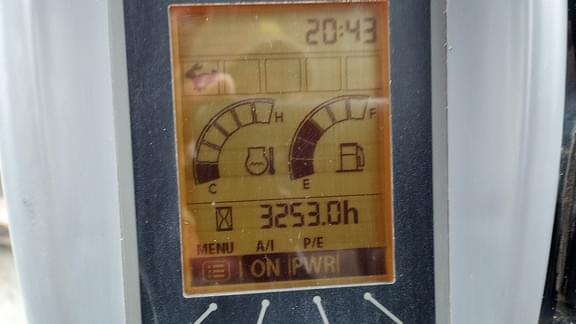 20:43
H F
C E
3253.0h
MENU A/I P/E
ON PWR